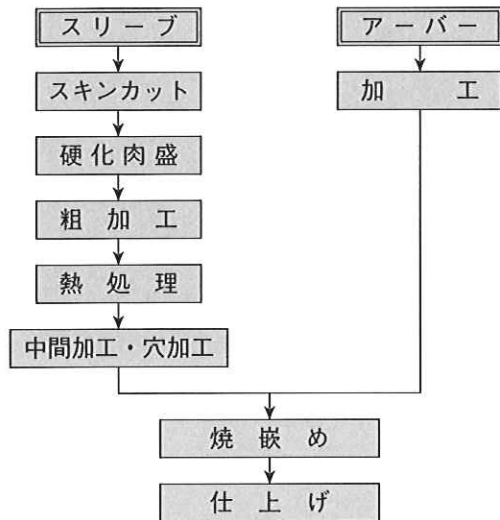 スリーブ
アーバー
スキンカット
加工
硬化肉盛
粗加工
熱処理
中間加工・穴加工
焼嵌め
仕上げ